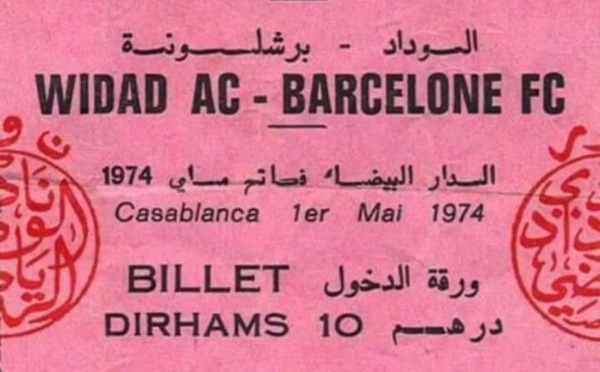 الوداد - برشلونة
WIDAD AC - BARCELONE FC
الدار البيضاء فاتح ماي 1974
Casablanca 1er Mai 1974
BILLET ورقة الدخول
DIRHAMS 10 درهم